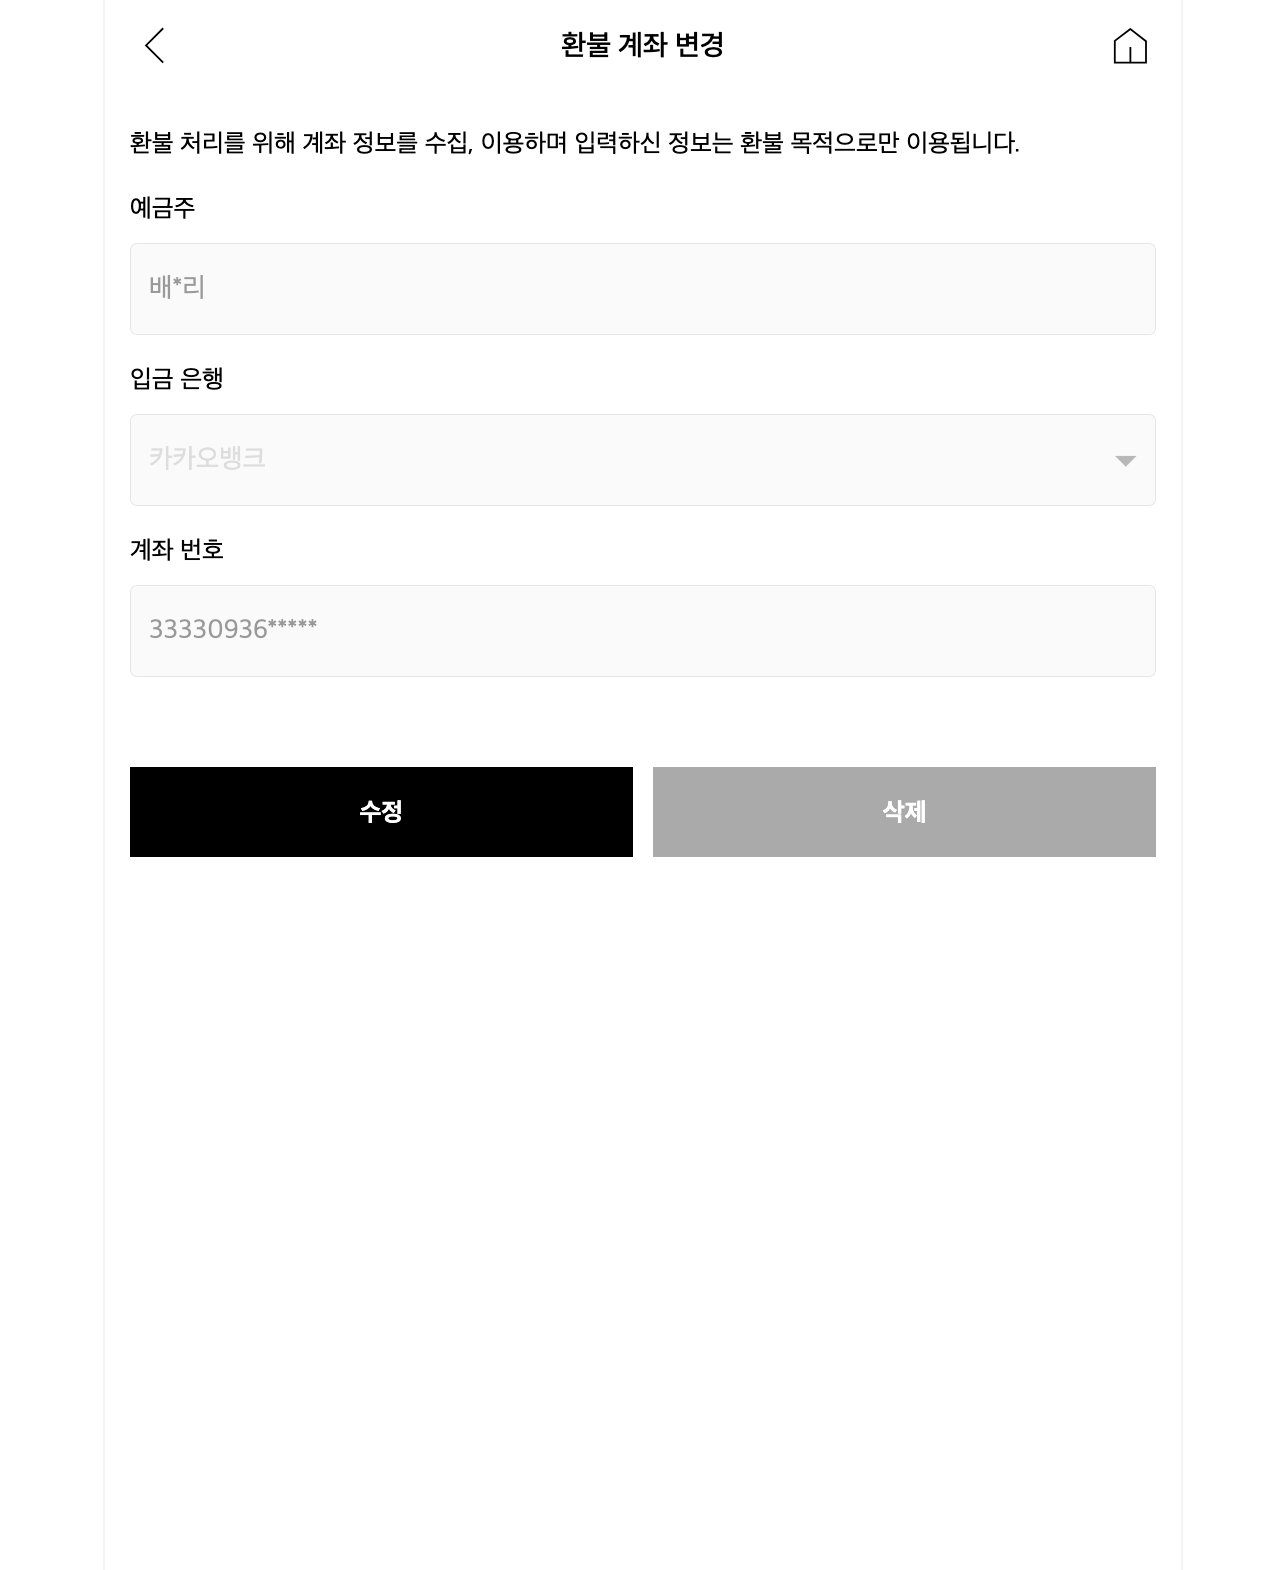 환불 계좌 변경
환불 처리를 위해 계좌 정보를 수집, 이용하며 입력하신 정보는 환불 목적으로만 이용됩니다.
예금주
배*리
입금 은행
카카오뱅크
계좌 번호
33330936*****
수정 삭제